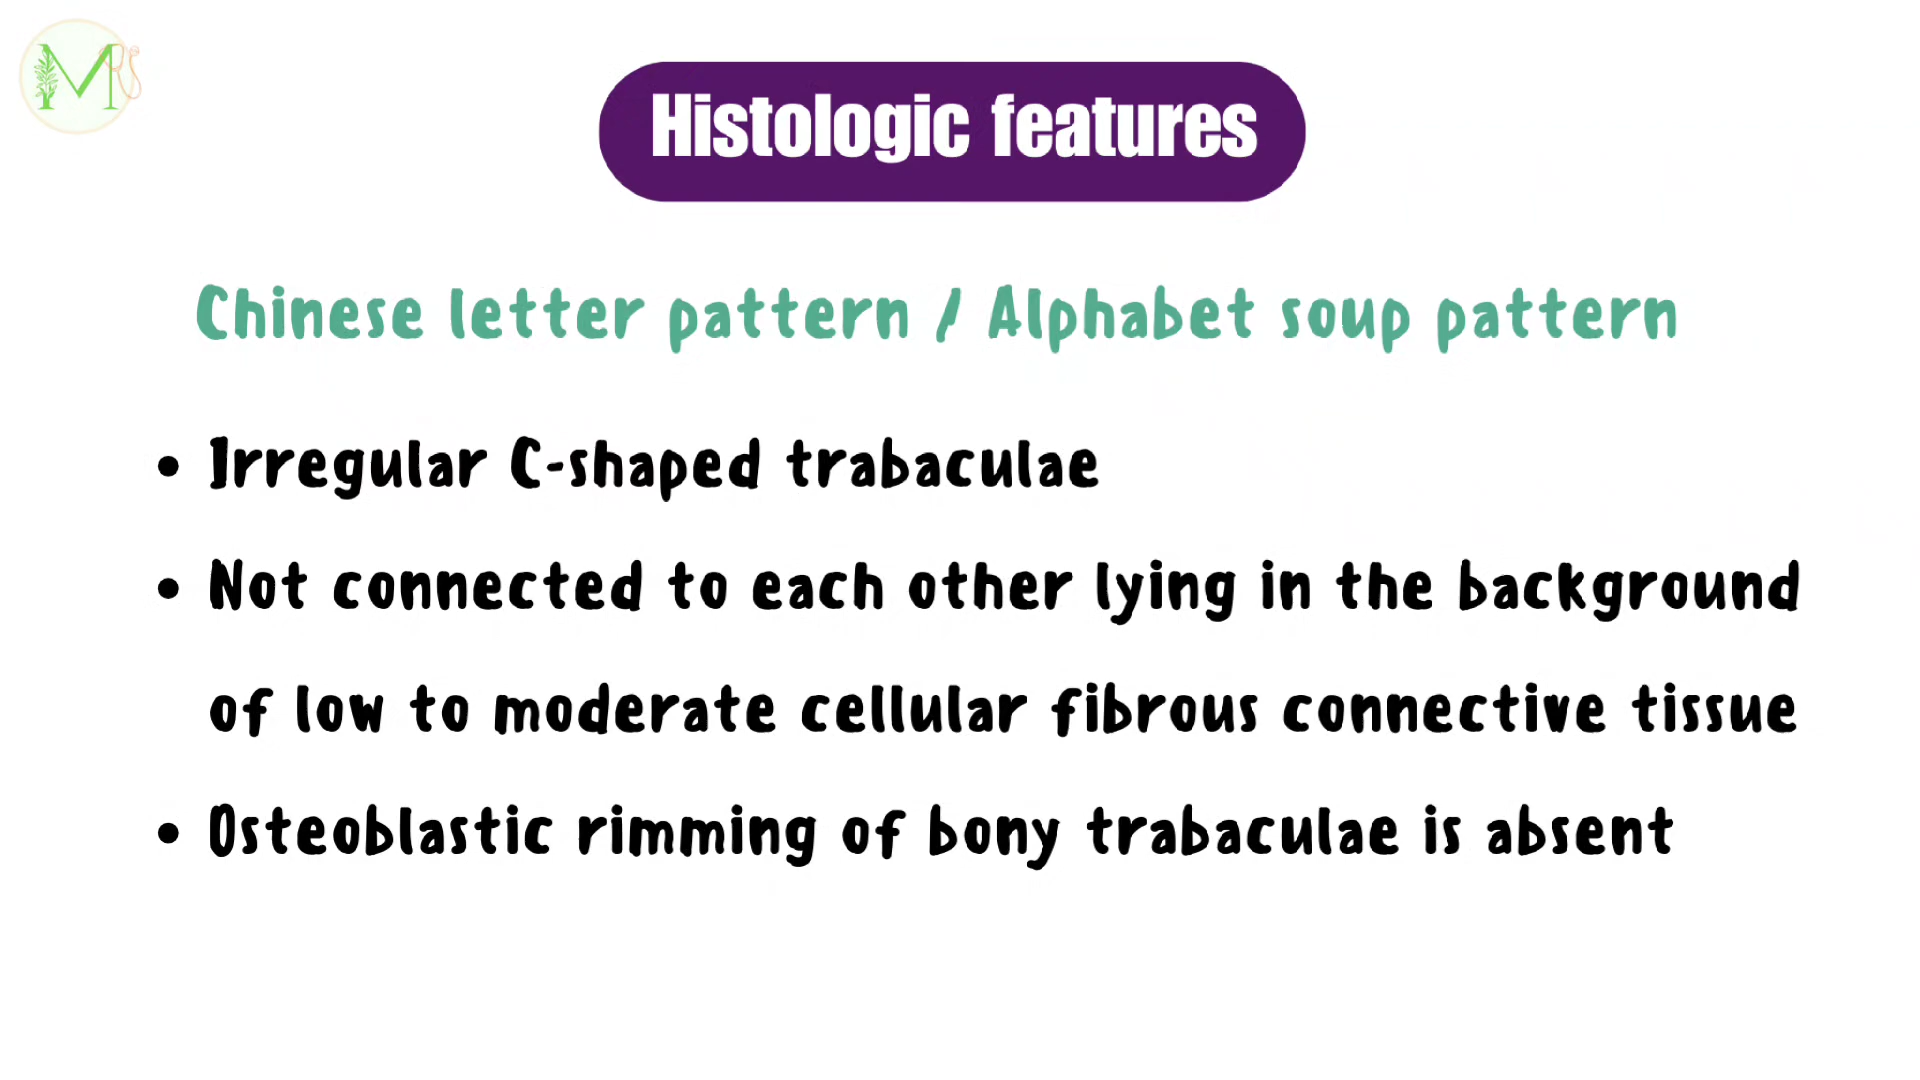 MRS
Histologic features
Chinese letter pattern / Alphabet soup pattern
• Irregular C-shaped trabaculae
• Not connected to each other lying in the background
of low to moderate cellular fibrous connective tissue
• Osteoblastic rimming of bony trabaculae is absent